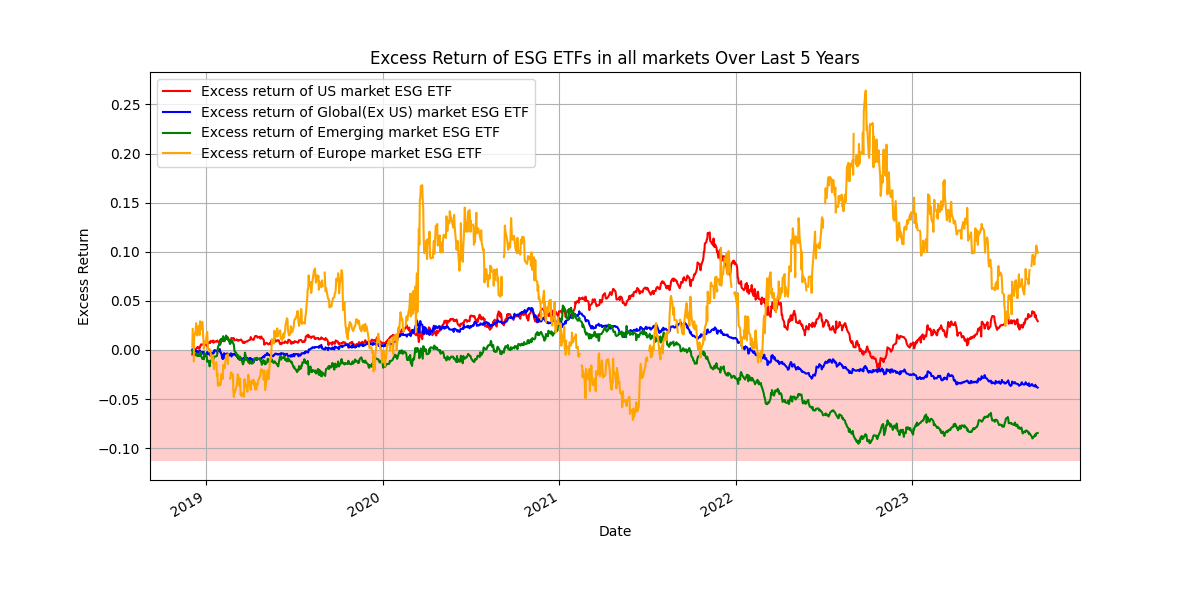 Excess Return of ESG ETFs in all markets Over Last 5 Years
Excess return of US market ESG ETF
Excess return of Global(Ex US) market ESG ETF
Excess return of Emerging market ESG ETF
Excess return of Europe market ESG ETF
Excess Return
0.25
0.20
0.15
0.10
0.05
0.00
−0.05
−0.10
2019
2020
2021
2022
2023
Date